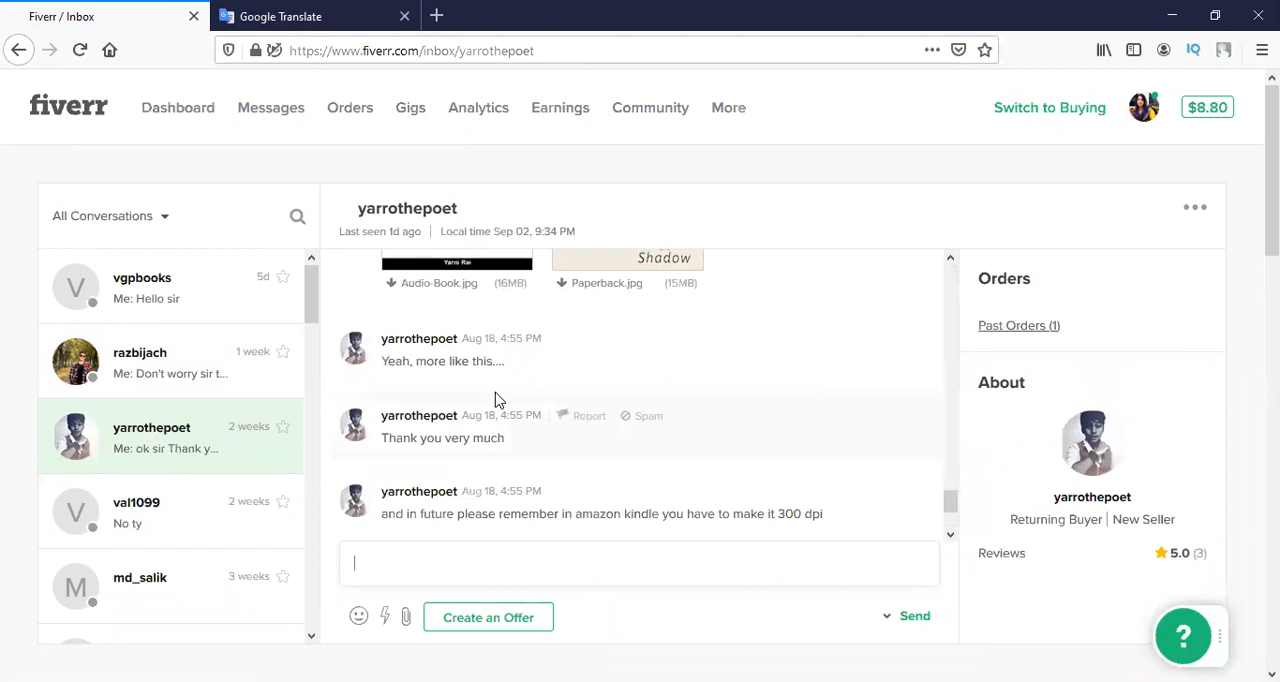 Fiverr / Inbox
Google Translate
https://www.fiverr.com/inbox/yarrothepoet
IQ
fiverr
Dashboard Messages Orders Gigs Analytics Earnings Community More
Switch to Buying
$8.80
All Conversations
yarrothepoet
Last seen 1d ago | Local time Sep 02, 9:34 PM
V
vgpbooks
5d
Me: Hello sir
razbijach
1 week
Me: Don't worry sir t...
yarrothepoet
2 weeks
Me: ok sir Thank y...
V
val1099
2 weeks
No ty
M
md_salik
3 weeks
Shadow
Audio-Book.jpg (16MB)
Paperback.jpg (15MB)
yarrothepoet Aug 18, 4:55 PM
Yeah, more like this....
yarrothepoet Aug 18, 4:55 PM | Report Spam
Thank you very much
yarrothepoet Aug 18, 4:55 PM
and in future please remember in amazon kindle you have to make it 300 dpi
Create an Offer
Send
Orders
Past Orders (1)
About
yarrothepoet
Returning Buyer | New Seller
Reviews
5.0 (3)
?